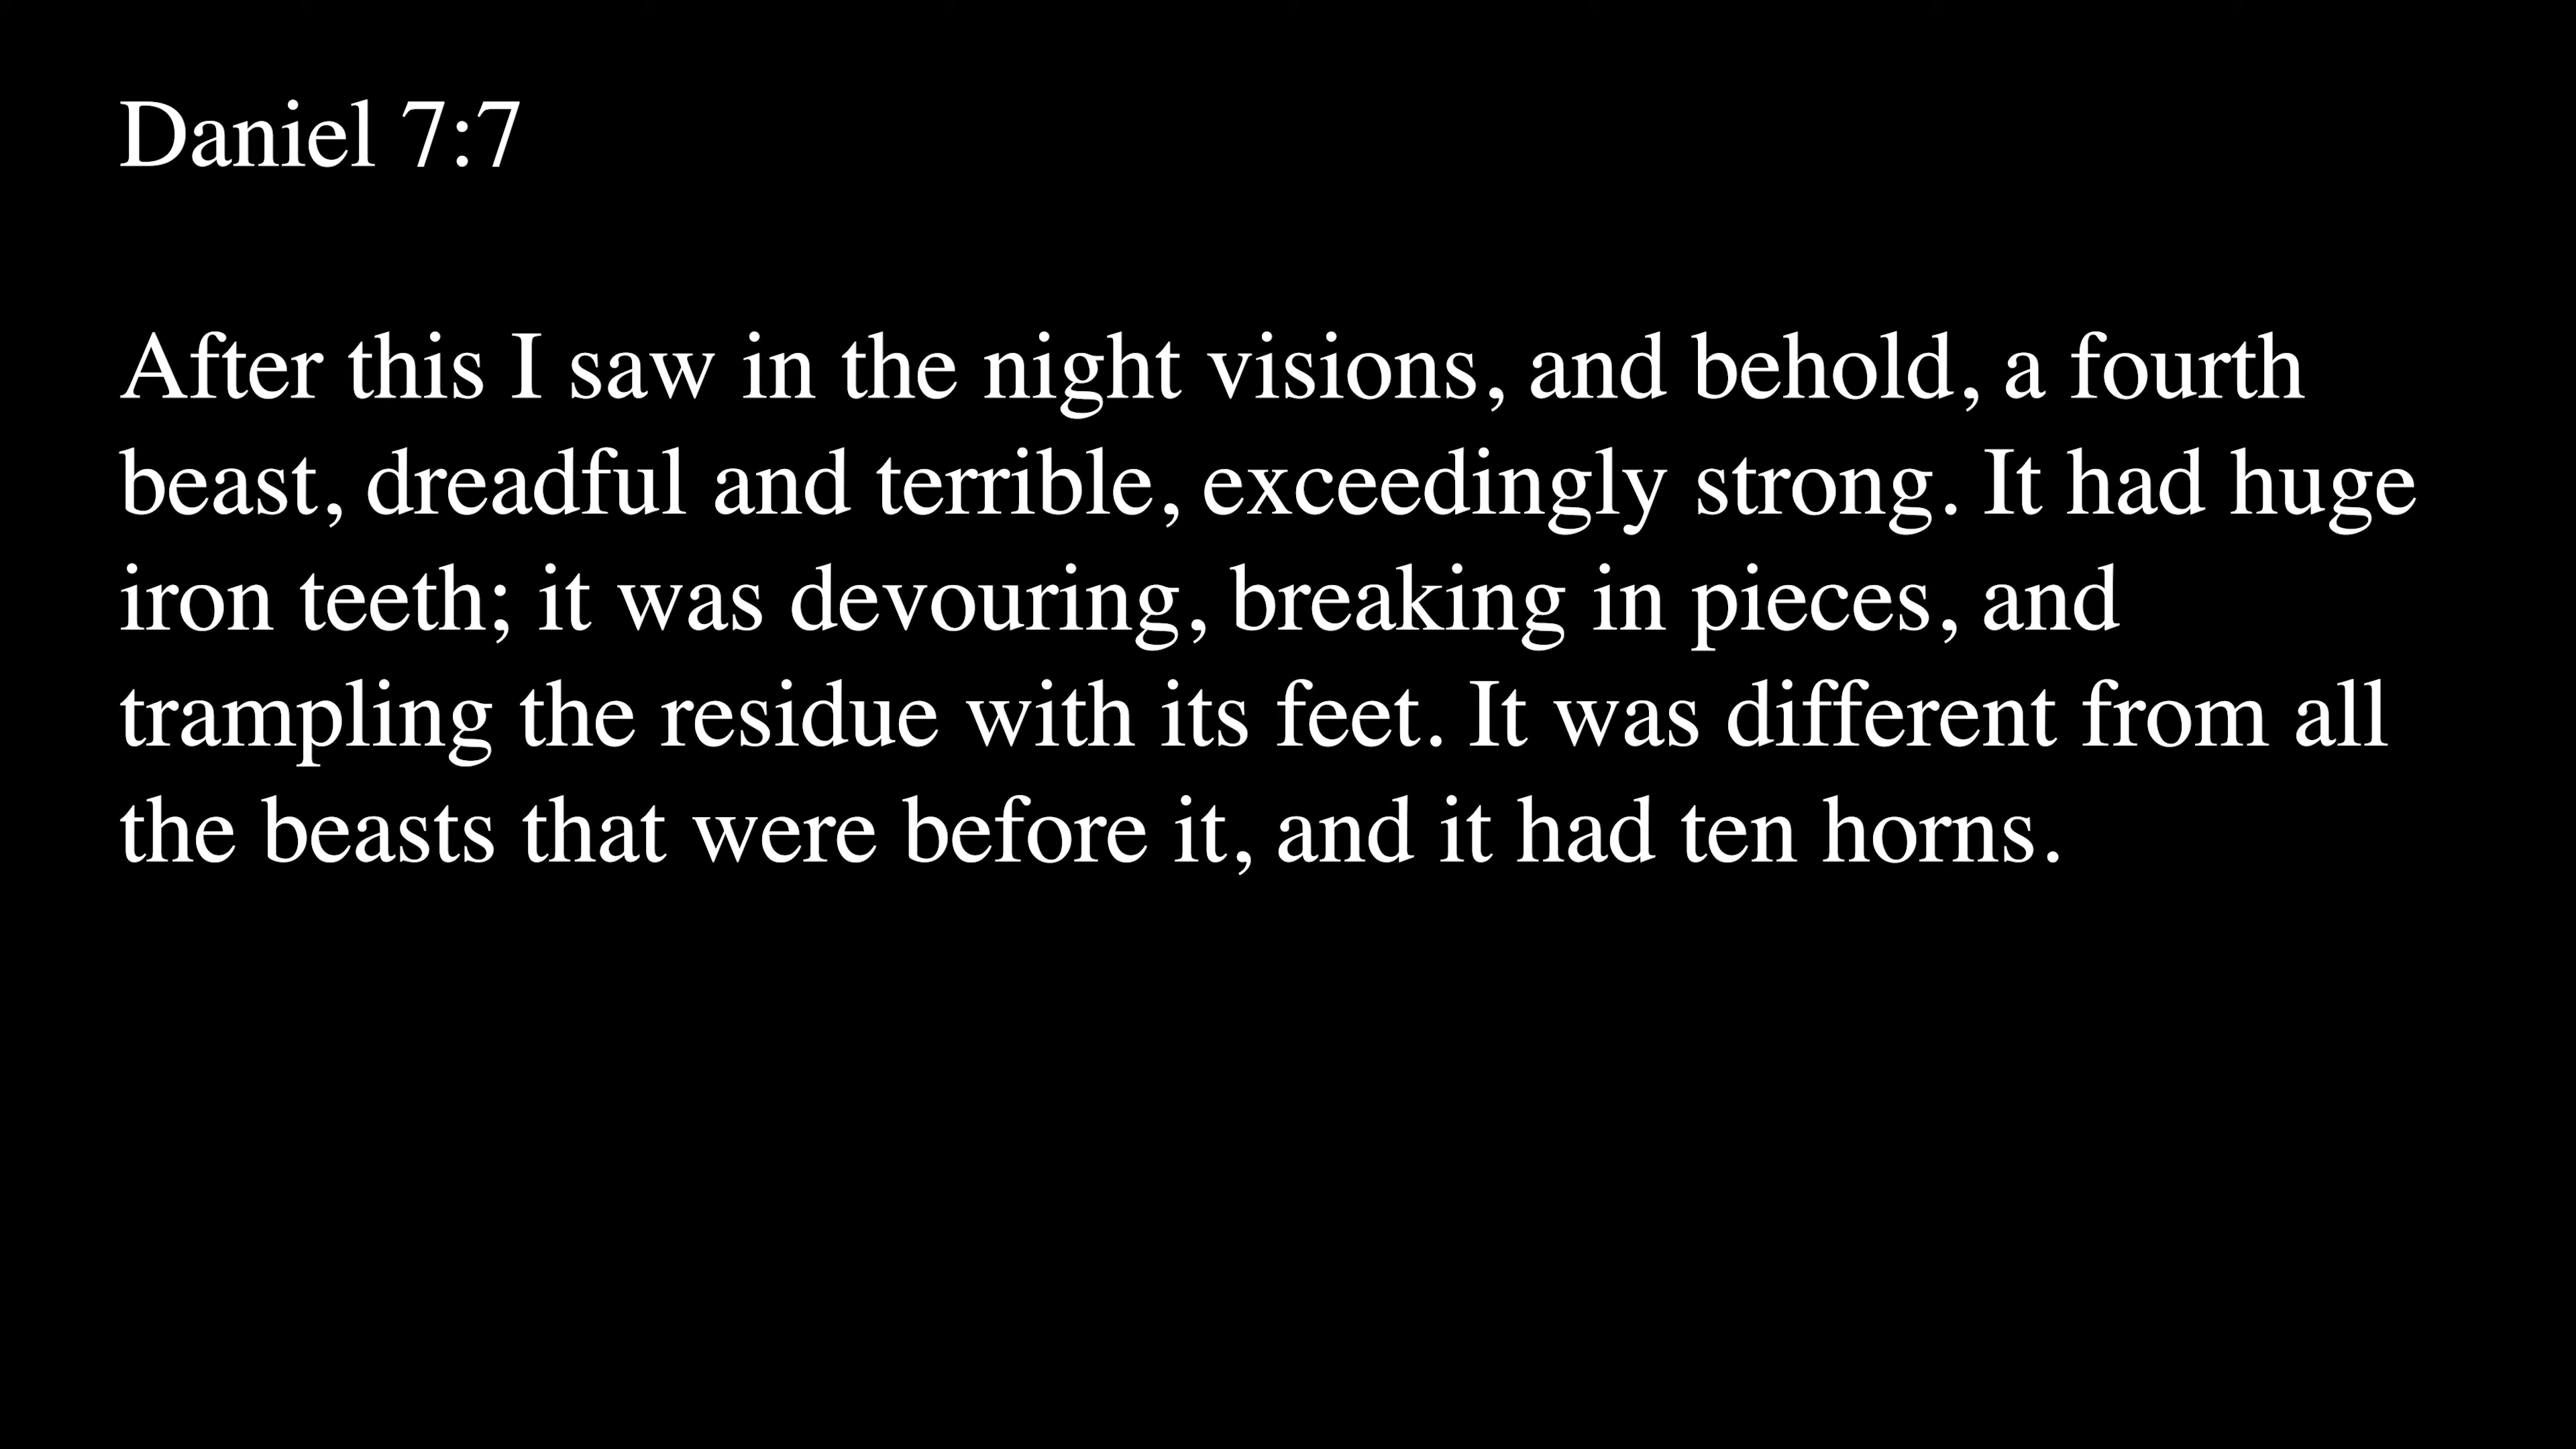 Daniel 7:7
After this I saw in the night visions, and behold, a fourth
beast, dreadful and terrible, exceedingly strong. It had huge
iron teeth; it was devouring, breaking in pieces, and
trampling the residue with its feet. It was different from all
the beasts that were before it, and it had ten horns.